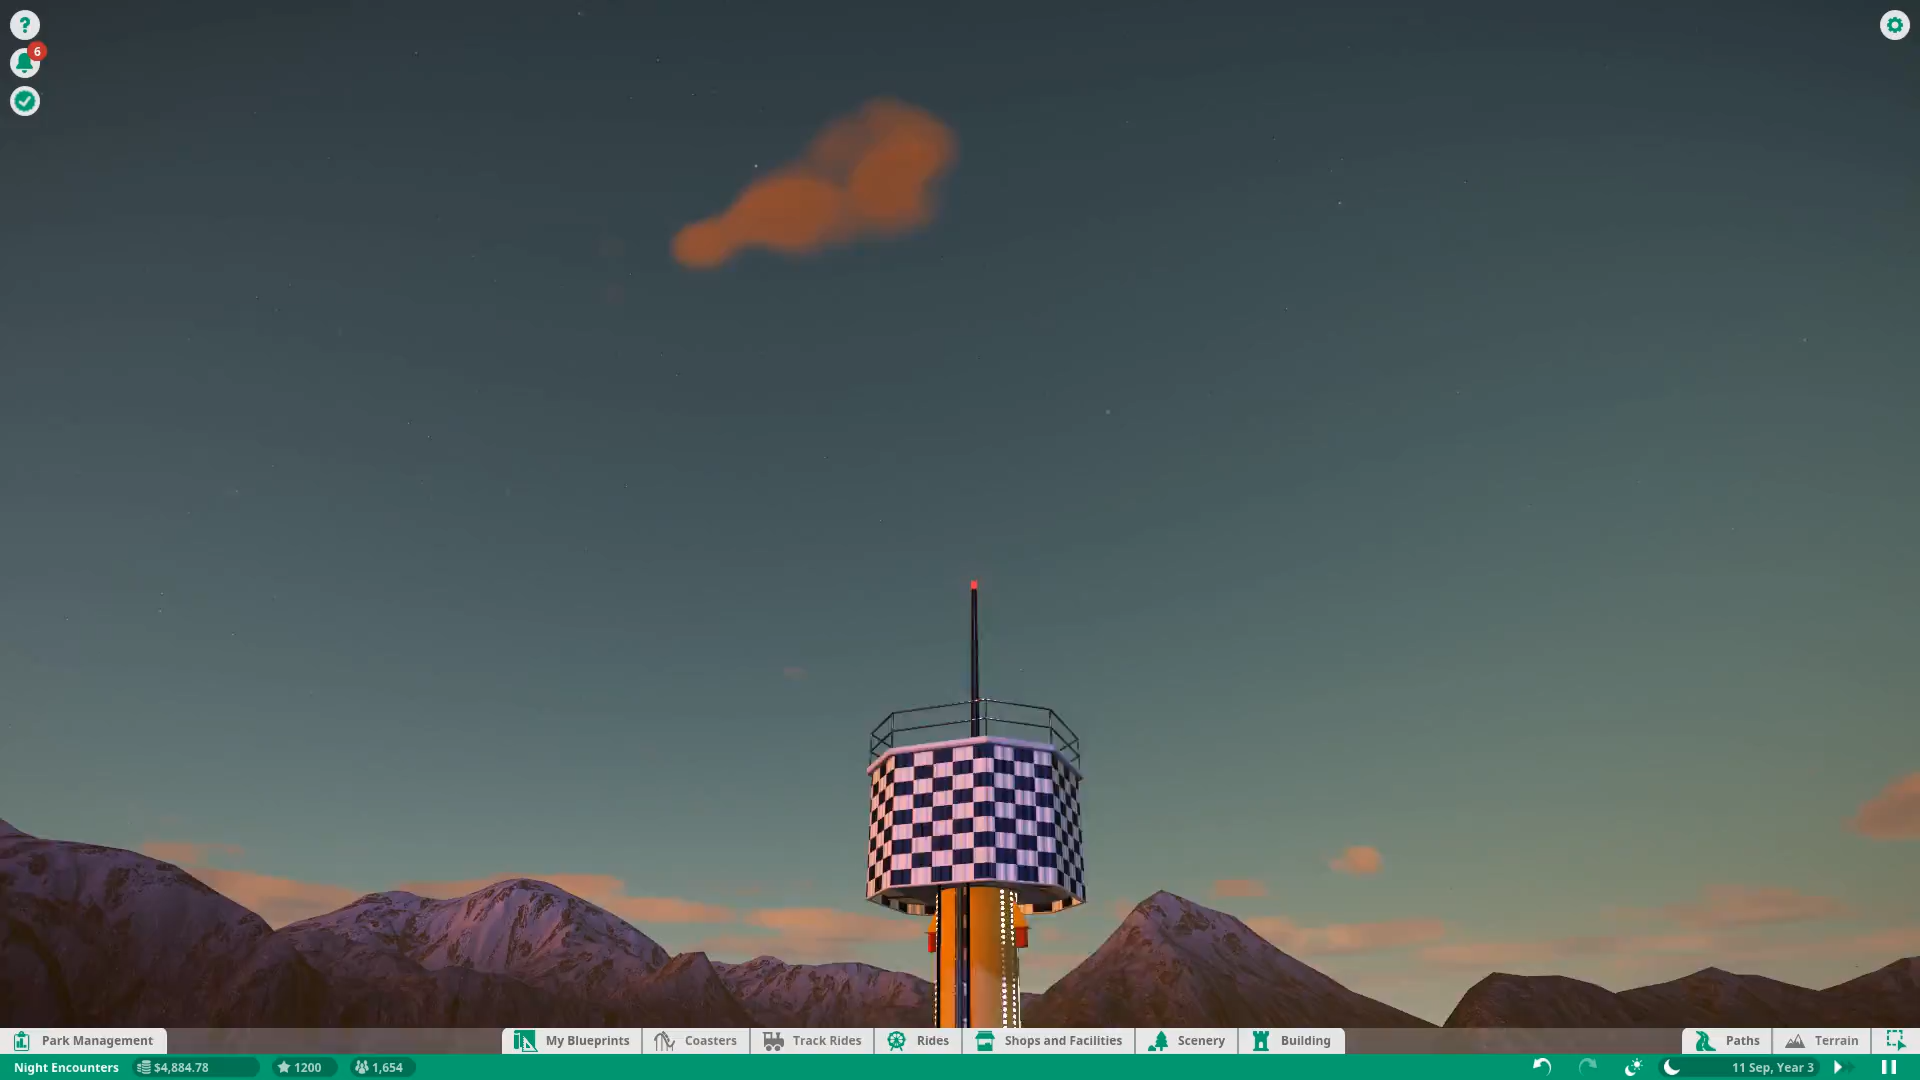 6
Park Management
My Blueprints
Coasters
Track Rides
Rides
Shops and Facilities
Scenery
Building
Paths
Terrain
Night Encounters
$4,884.78
1200
1,654
11 Sep, Year 3